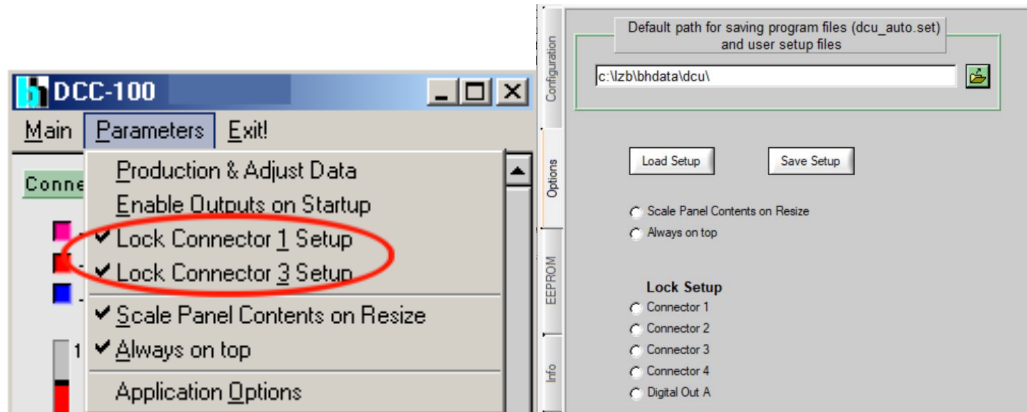 DCC-100
Main Parameters Exit!
Production & Adjust Data
Enable Outputs on Startup
Lock Connector 1 Setup
Lock Connector 3 Setup
Scale Panel Contents on Resize
Always on top
Application Options
Conne
1
Configuration
Options
EEPROM
Info
Default path for saving program files (dcu_auto.set)
and user setup files
c:\lzb\bhdata\dcu\
Load Setup Save Setup
Scale Panel Contents on Resize
Always on top
Lock Setup
Connector 1
Connector 2
Connector 3
Connector 4
Digital Out A